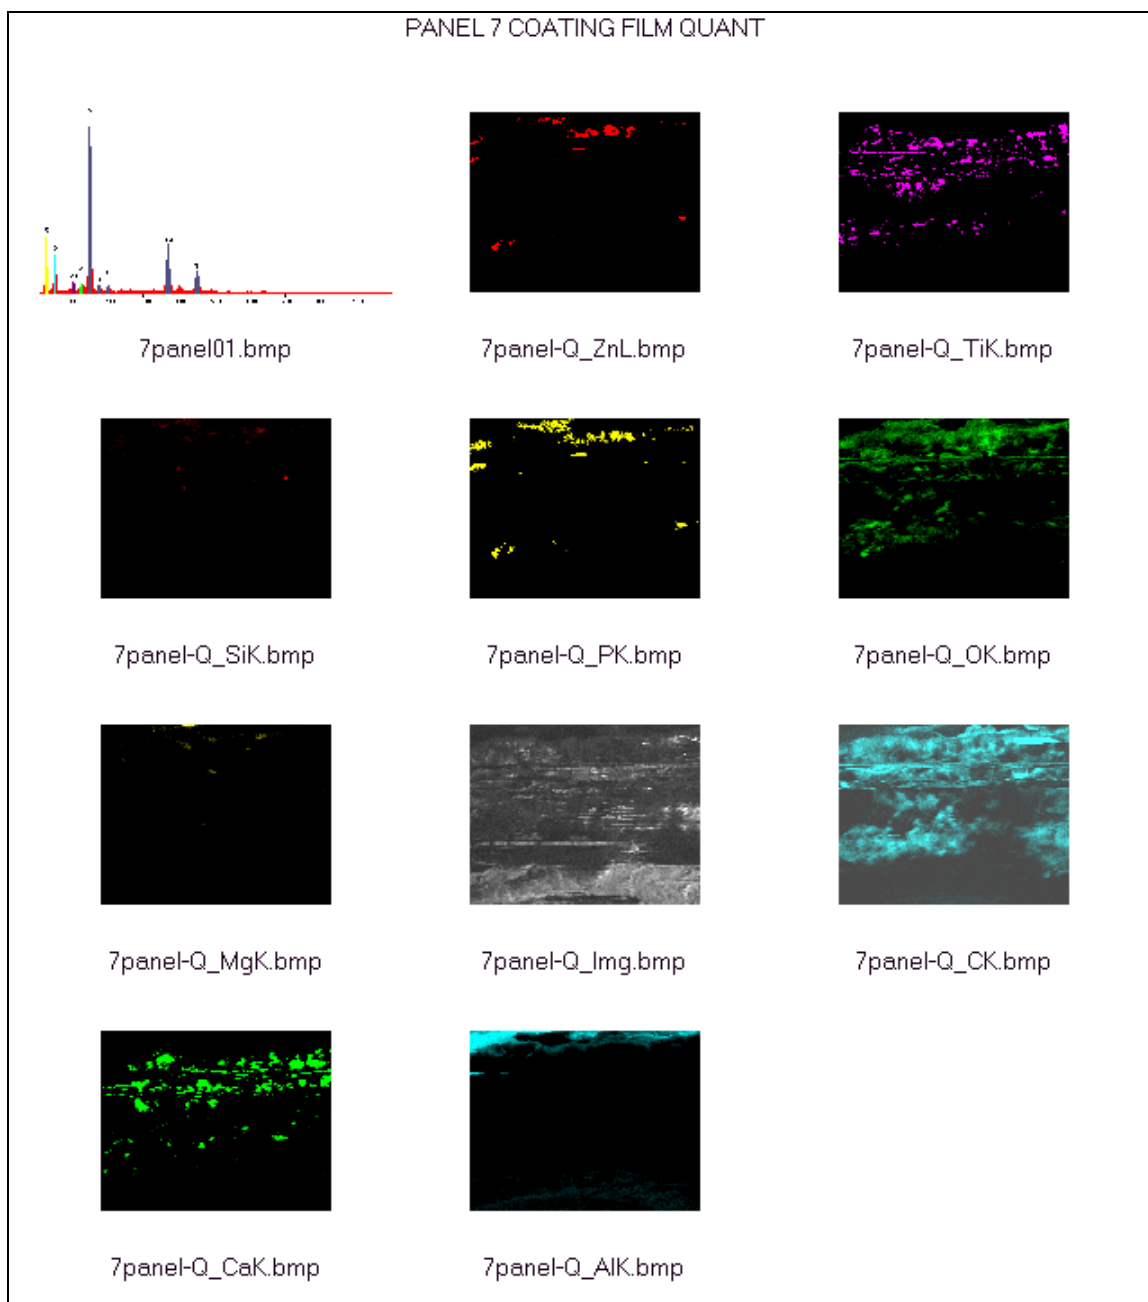 PANEL 7 COATING FILM QUANT
7panel01.bmp
7panel-Q_ZnL.bmp
7panel-Q_TiK.bmp
7panel-Q_SiK.bmp
7panel-Q_PK.bmp
7panel-Q_OK.bmp
7panel-Q_MgK.bmp
7panel-Q_Img.bmp
7panel-Q_CK.bmp
7panel-Q_CaK.bmp
7panel-Q_AlK.bmp